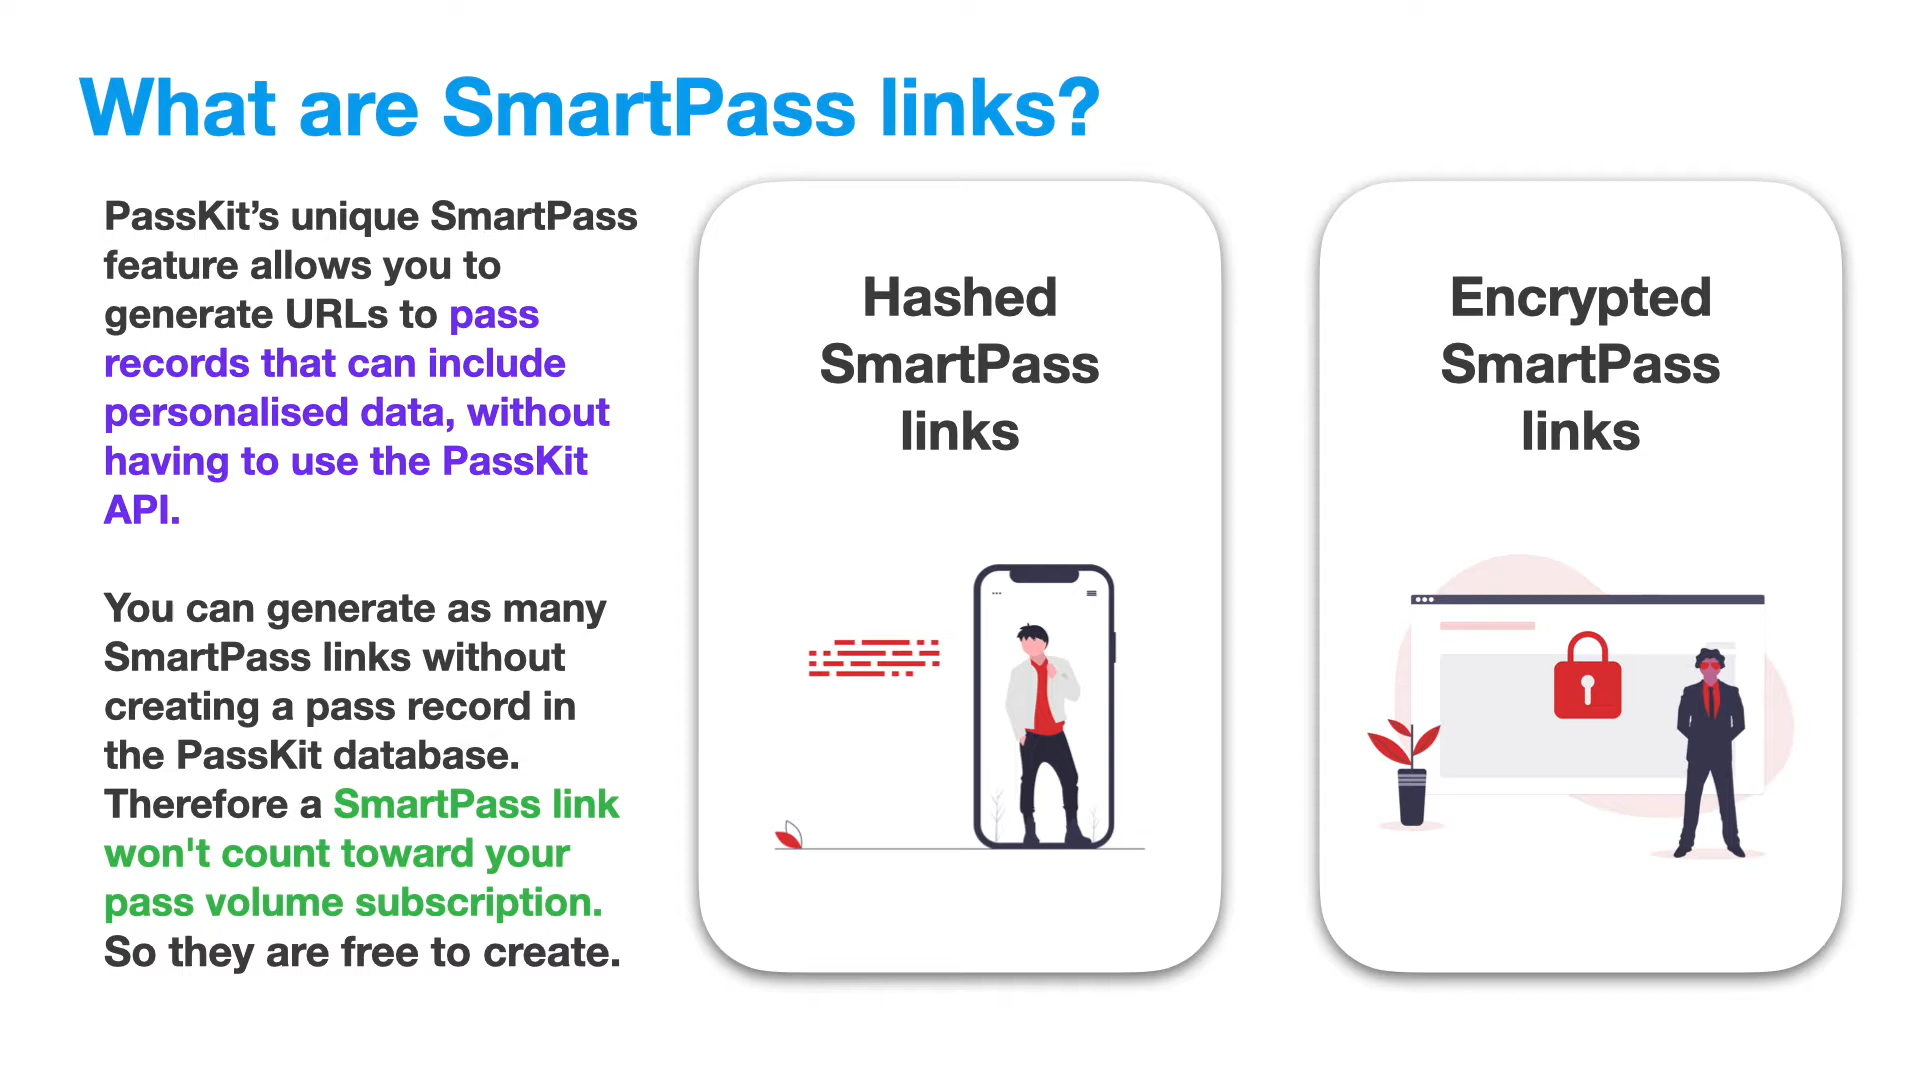 What are SmartPass links?
PassKit’s unique SmartPass
feature allows you to
generate URLs to pass
records that can include
personalised data, without
having to use the PassKit
API.
You can generate as many
SmartPass links without
creating a pass record in
the PassKit database.
Therefore a SmartPass link
won't count toward your
pass volume subscription.
So they are free to create.
Hashed
SmartPass
links
Encrypted
SmartPass
links